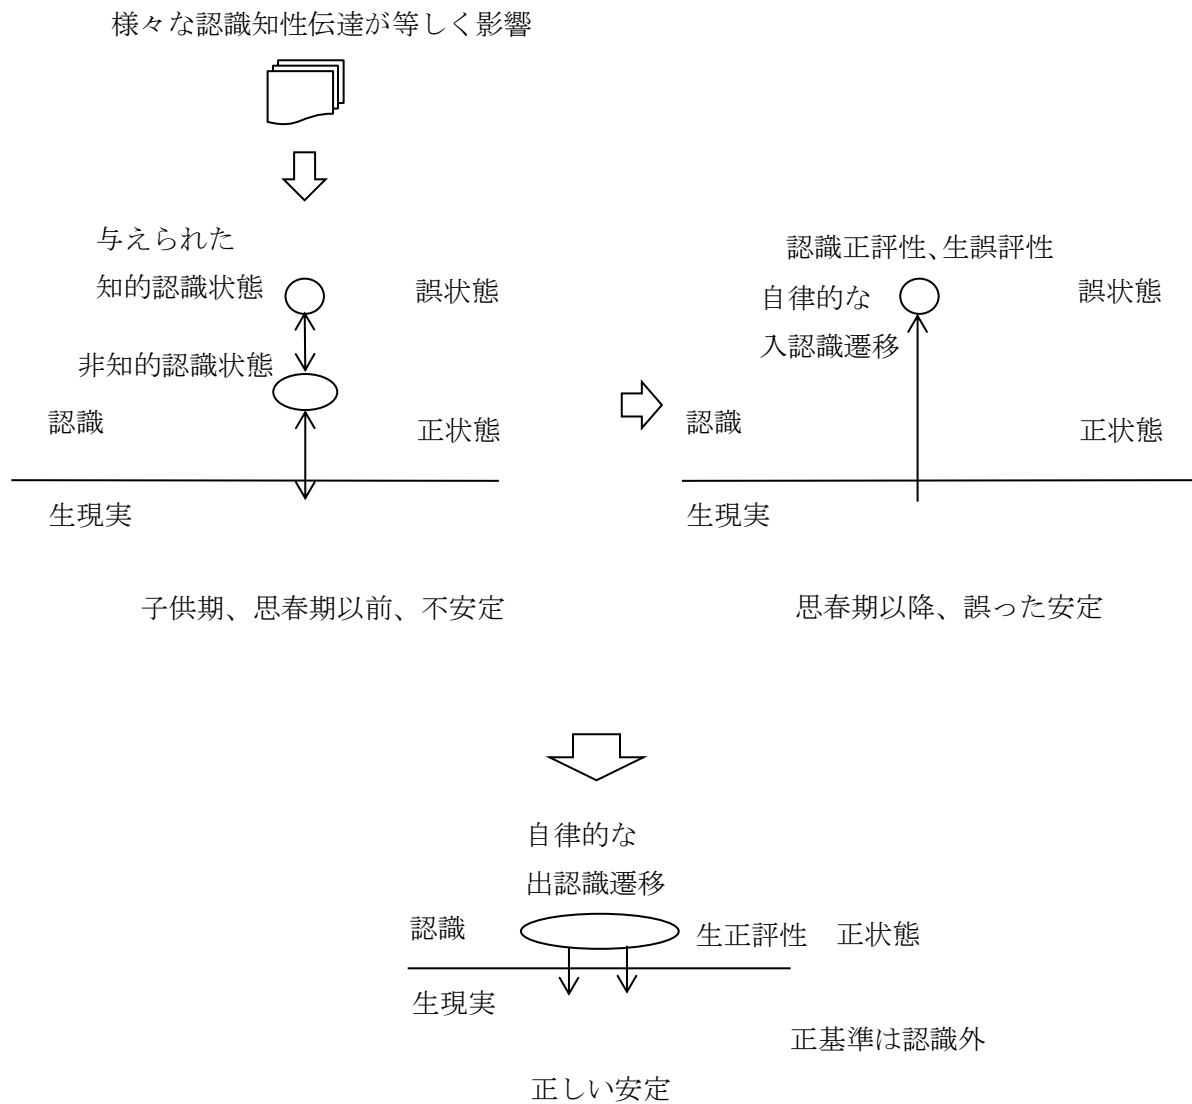 様々な認識知性伝達が等しく影響
与えられた
知的認識状態
誤状態
非知的認識状態
認識
正状態
生現実
子供期、思春期以前、不安定
認識正評性、生誤評性
自律的な
誤状態
入認識遷移
認識
正状態
生現実
思春期以降、誤った安定
自律的な
出認識遷移
認識
生正評性 正状態
生現実
正基準は認識外
正しい安定